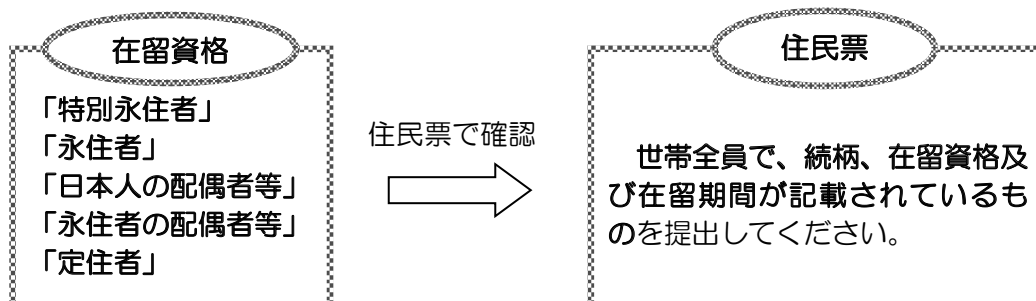 在留資格
「特別永住者」
「永住者」
「日本人の配偶者等」
「永住者の配偶者等」
「定住者」
住民票で確認
住民票
世帯全員で、続柄、在留資格及
び在留期間が記載されているも
のを提出してください。